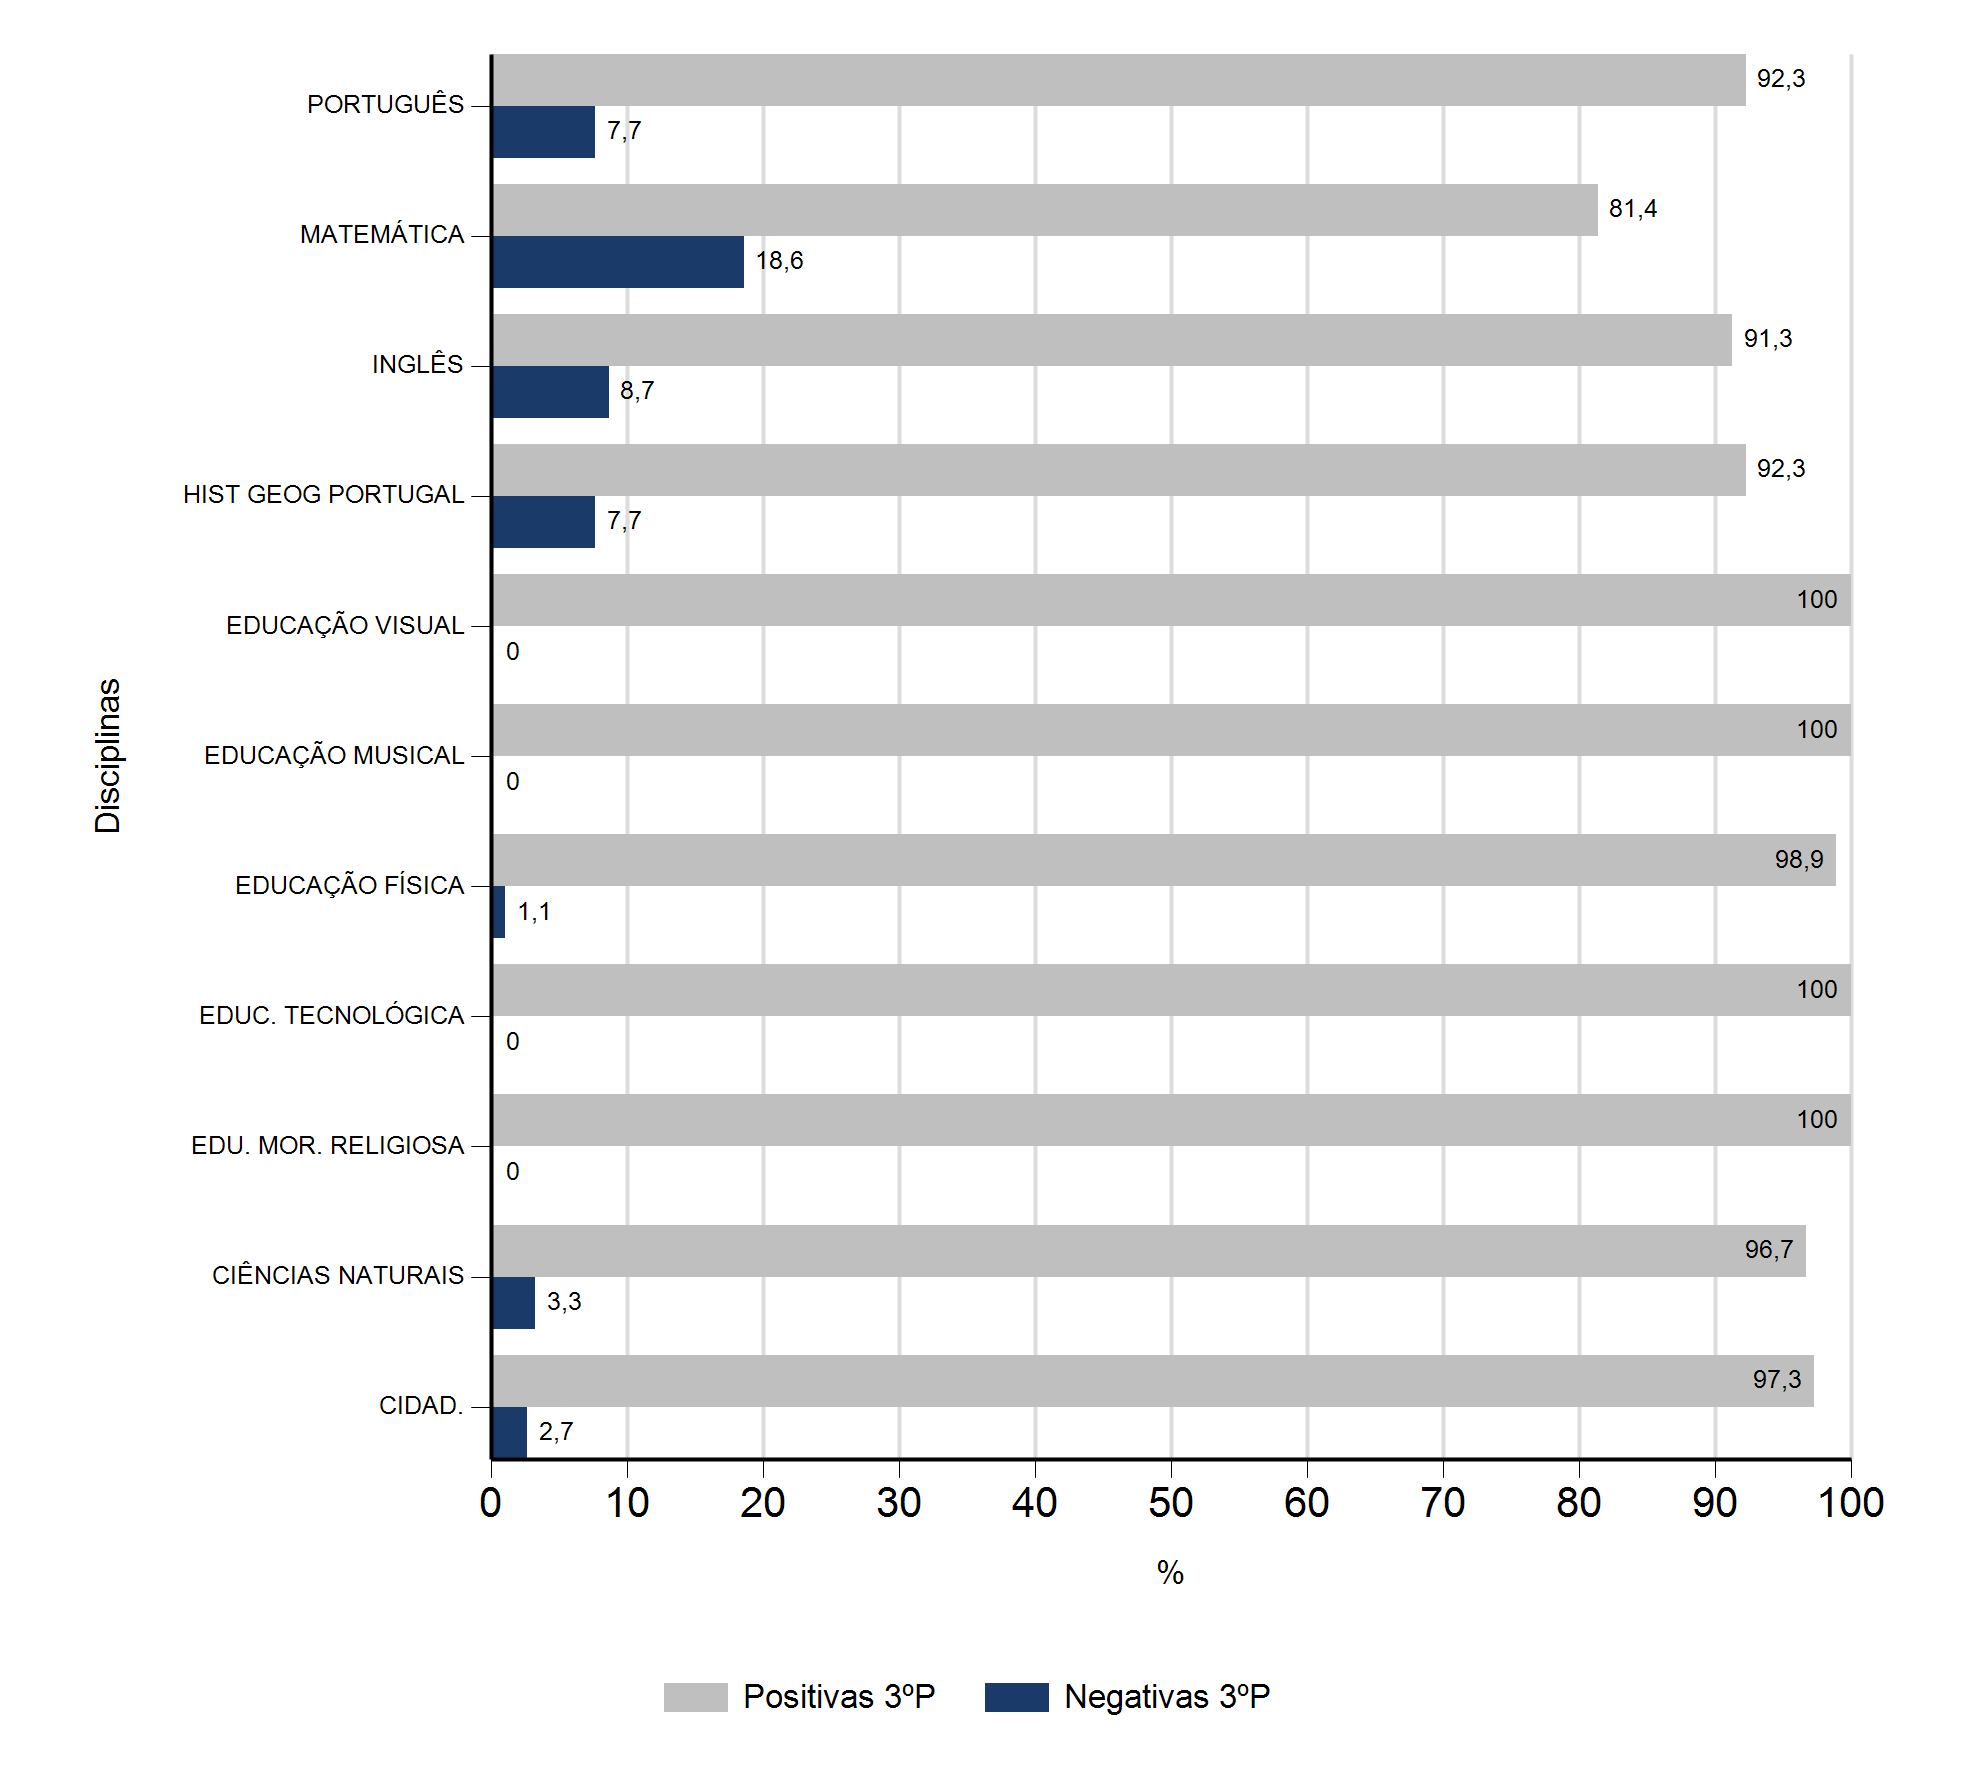 PORTUGUÊS
92,3
7,7
MATEMÁTICA
81,4
18,6
INGLÊS
91,3
8,7
HIST GEOG PORTUGAL
92,3
7,7
EDUCAÇÃO VISUAL
100
0
EDUCAÇÃO MUSICAL
100
0
EDUCAÇÃO FÍSICA
98,9
1,1
EDUC. TECNOLÓGICA
100
0
EDU. MOR. RELIGIOSA
100
0
CIÊNCIAS NATURAIS
96,7
3,3
CIDAD.
97,3
2,7
Disciplinas
0 10 20 30 40 50 60 70 80 90 100
%
Positivas 3ºP Negativas 3ºP